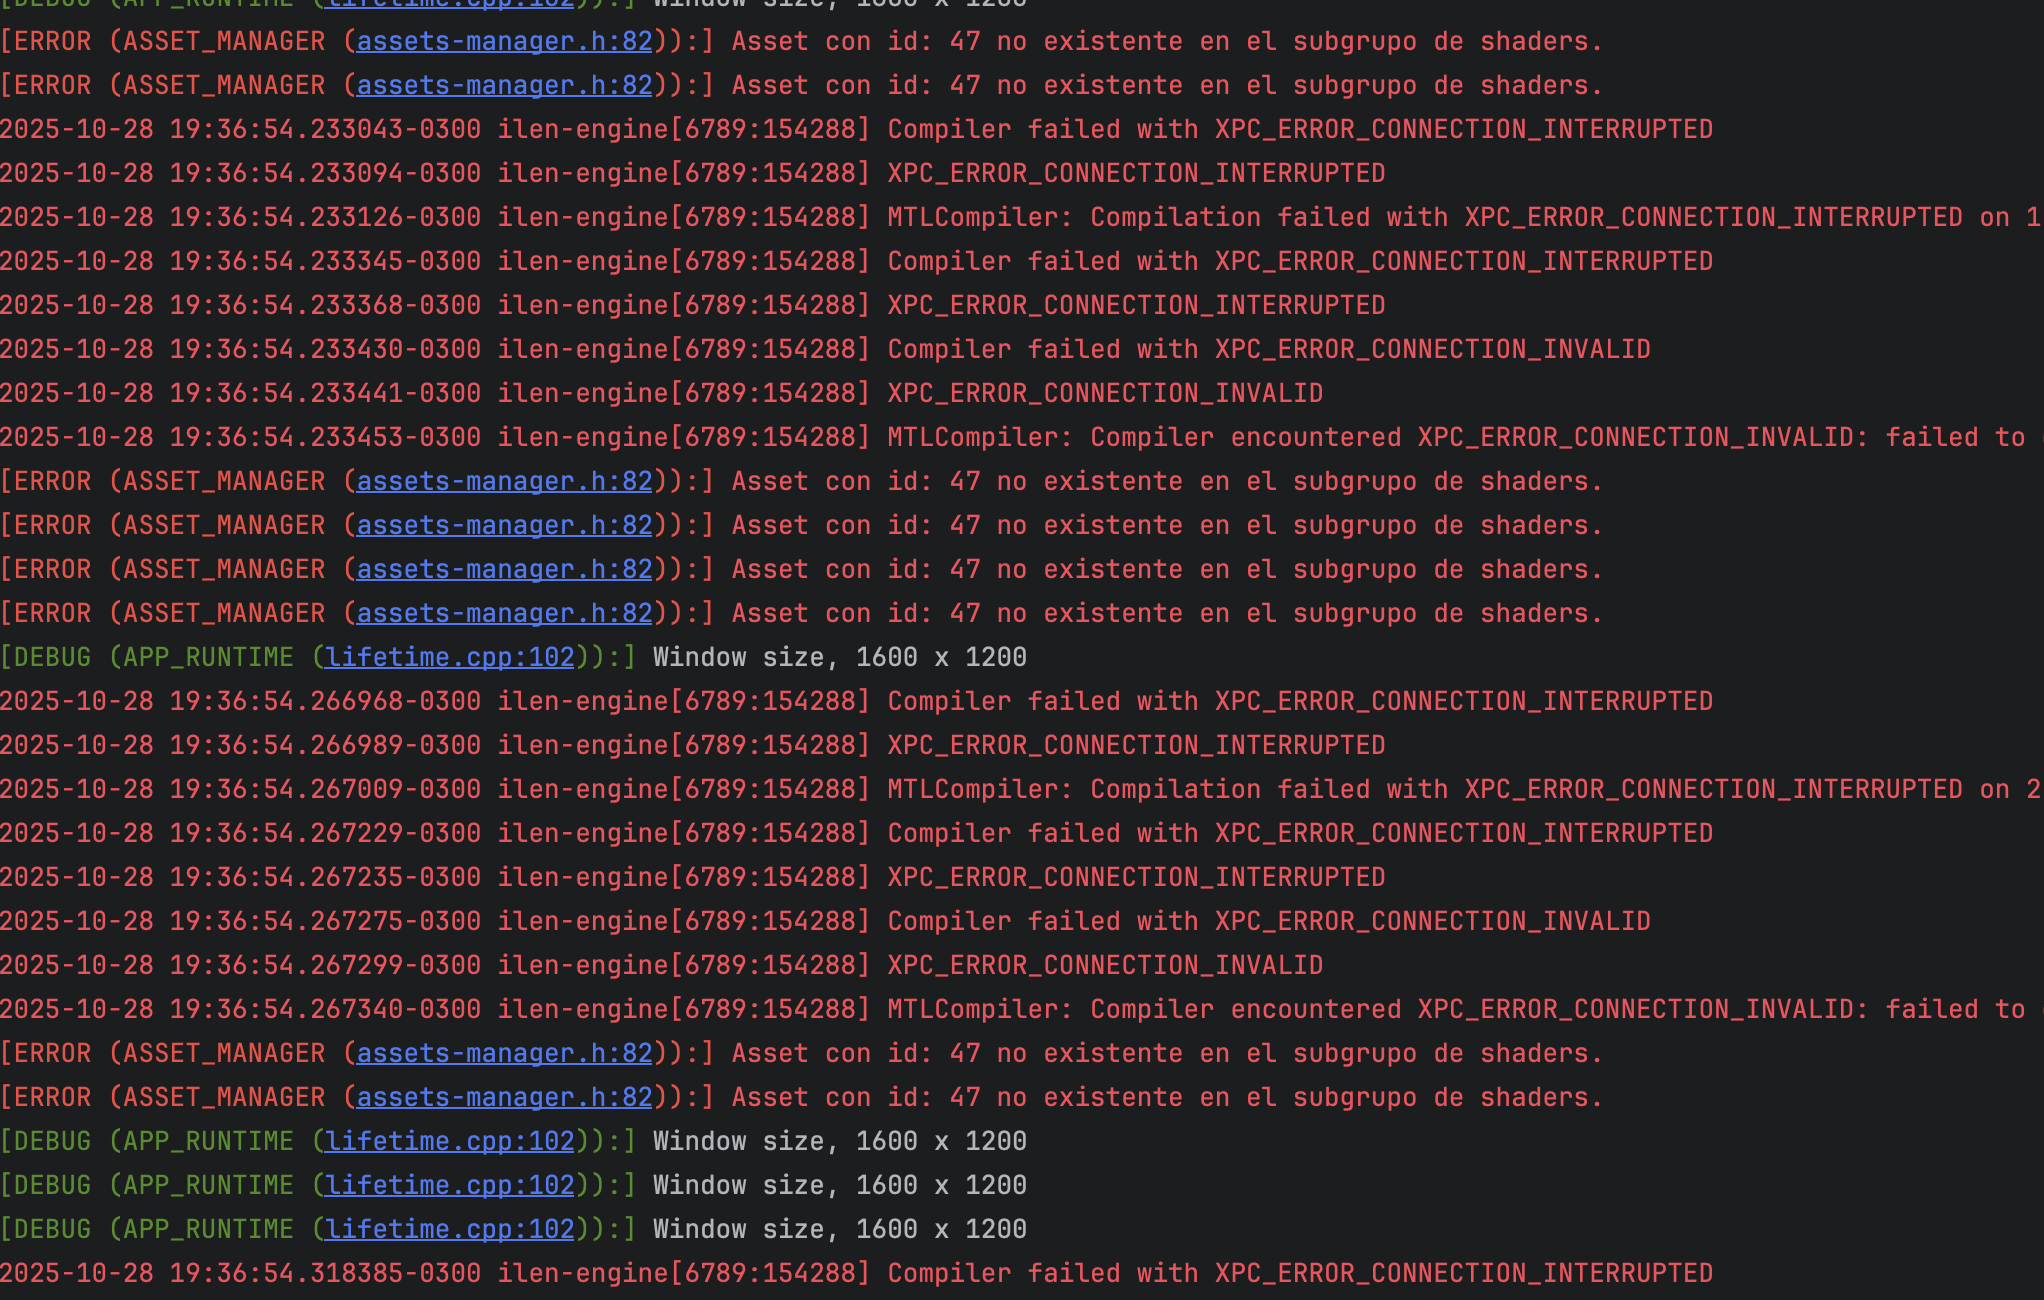 [DEBUG (APP_RUNTIME (lifetime.cpp:102)):] Window size, 1600 x 1200
[ERROR (ASSET_MANAGER (assets-manager.h:82)):] Asset con id: 47 no existente en el subgrupo de shaders.
[ERROR (ASSET_MANAGER (assets-manager.h:82)):] Asset con id: 47 no existente en el subgrupo de shaders.
2025-10-28 19:36:54.233043-0300 ilen-engine[6789:154288] Compiler failed with XPC_ERROR_CONNECTION_INTERRUPTED
2025-10-28 19:36:54.233094-0300 ilen-engine[6789:154288] XPC_ERROR_CONNECTION_INTERRUPTED
2025-10-28 19:36:54.233126-0300 ilen-engine[6789:154288] MTLCompiler: Compilation failed with XPC_ERROR_CONNECTION_INTERRUPTED on 1
2025-10-28 19:36:54.233345-0300 ilen-engine[6789:154288] Compiler failed with XPC_ERROR_CONNECTION_INTERRUPTED
2025-10-28 19:36:54.233368-0300 ilen-engine[6789:154288] XPC_ERROR_CONNECTION_INTERRUPTED
2025-10-28 19:36:54.233430-0300 ilen-engine[6789:154288] Compiler failed with XPC_ERROR_CONNECTION_INVALID
2025-10-28 19:36:54.233441-0300 ilen-engine[6789:154288] XPC_ERROR_CONNECTION_INVALID
2025-10-28 19:36:54.233453-0300 ilen-engine[6789:154288] MTLCompiler: Compiler encountered XPC_ERROR_CONNECTION_INVALID: failed to
[ERROR (ASSET_MANAGER (assets-manager.h:82)):] Asset con id: 47 no existente en el subgrupo de shaders.
[ERROR (ASSET_MANAGER (assets-manager.h:82)):] Asset con id: 47 no existente en el subgrupo de shaders.
[ERROR (ASSET_MANAGER (assets-manager.h:82)):] Asset con id: 47 no existente en el subgrupo de shaders.
[ERROR (ASSET_MANAGER (assets-manager.h:82)):] Asset con id: 47 no existente en el subgrupo de shaders.
[DEBUG (APP_RUNTIME (lifetime.cpp:102)):] Window size, 1600 x 1200
2025-10-28 19:36:54.266968-0300 ilen-engine[6789:154288] Compiler failed with XPC_ERROR_CONNECTION_INTERRUPTED
2025-10-28 19:36:54.266989-0300 ilen-engine[6789:154288] XPC_ERROR_CONNECTION_INTERRUPTED
2025-10-28 19:36:54.267009-0300 ilen-engine[6789:154288] MTLCompiler: Compilation failed with XPC_ERROR_CONNECTION_INTERRUPTED on 2
2025-10-28 19:36:54.267229-0300 ilen-engine[6789:154288] Compiler failed with XPC_ERROR_CONNECTION_INTERRUPTED
2025-10-28 19:36:54.267235-0300 ilen-engine[6789:154288] XPC_ERROR_CONNECTION_INTERRUPTED
2025-10-28 19:36:54.267275-0300 ilen-engine[6789:154288] Compiler failed with XPC_ERROR_CONNECTION_INVALID
2025-10-28 19:36:54.267299-0300 ilen-engine[6789:154288] XPC_ERROR_CONNECTION_INVALID
2025-10-28 19:36:54.267340-0300 ilen-engine[6789:154288] MTLCompiler: Compiler encountered XPC_ERROR_CONNECTION_INVALID: failed to
[ERROR (ASSET_MANAGER (assets-manager.h:82)):] Asset con id: 47 no existente en el subgrupo de shaders.
[ERROR (ASSET_MANAGER (assets-manager.h:82)):] Asset con id: 47 no existente en el subgrupo de shaders.
[DEBUG (APP_RUNTIME (lifetime.cpp:102)):] Window size, 1600 x 1200
[DEBUG (APP_RUNTIME (lifetime.cpp:102)):] Window size, 1600 x 1200
[DEBUG (APP_RUNTIME (lifetime.cpp:102)):] Window size, 1600 x 1200
2025-10-28 19:36:54.318385-0300 ilen-engine[6789:154288] Compiler failed with XPC_ERROR_CONNECTION_INTERRUPTED